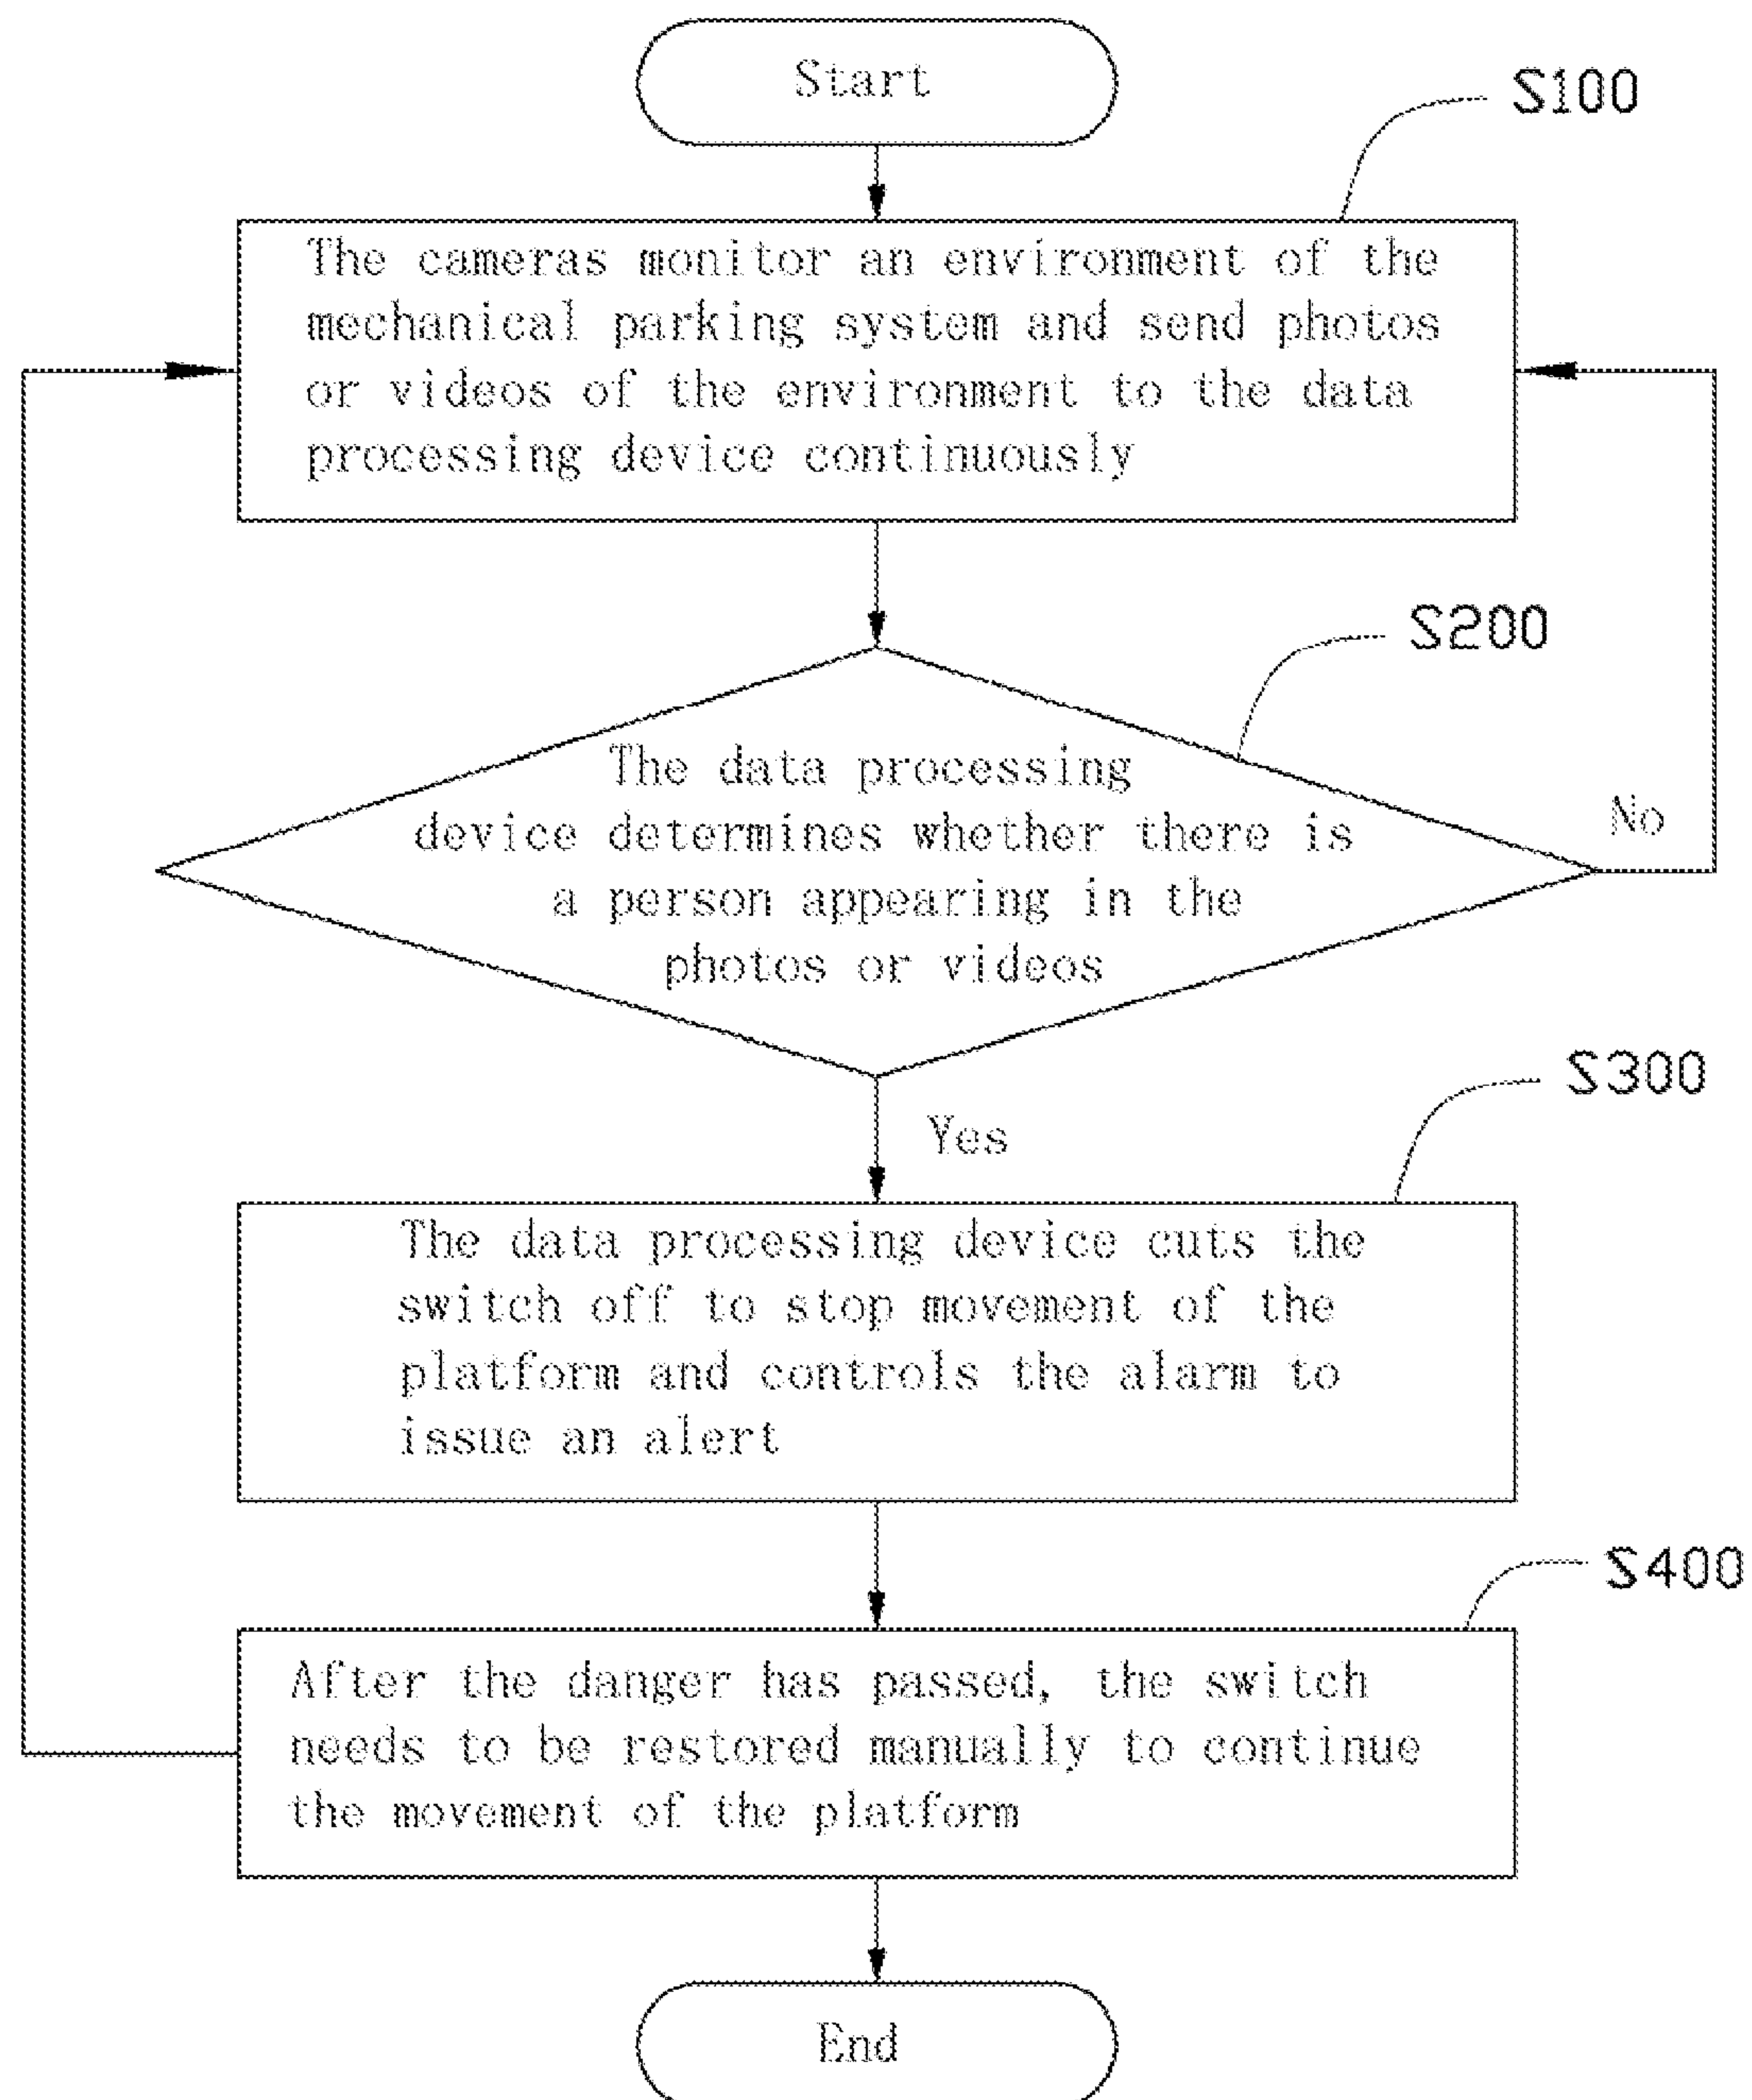 Start
S100
The cameras monitor an environment of the
mechanical parking system and send photos
or videos of the environment to the data
processing device continuously
S200
The data processing
device determines whether there is
a person appearing in the
photos or videos
No
Yes
S300
The data processing device cuts the
switch off to stop movement of the
platform and controls the alarm to
issue an alert
S400
After the danger has passed, the switch
needs to be restored manually to continue
the movement of the platform
End